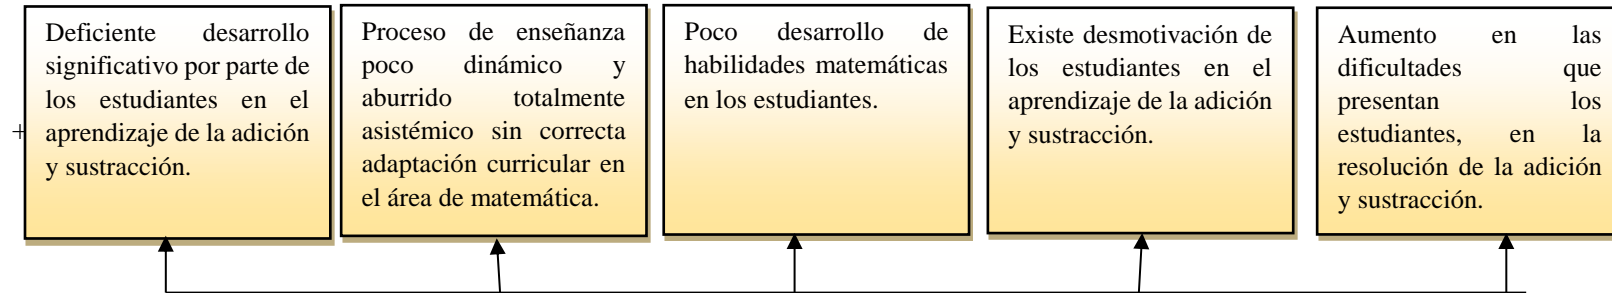 Deficiente desarrollo
significativo por parte de
los estudiantes en el
aprendizaje de la adición
y sustracción.
Proceso de enseñanza
poco dinámico y
aburrido totalmente
asistémico sin correcta
adaptación curricular en
el área de matemática.
Poco desarrollo de
habilidades matemáticas
en los estudiantes.
Existe desmotivación de
los estudiantes en el
aprendizaje de la adición
y sustracción.
Aumento en las
dificultades que
presentan los
estudiantes, en la
resolución de la adición
y sustracción.